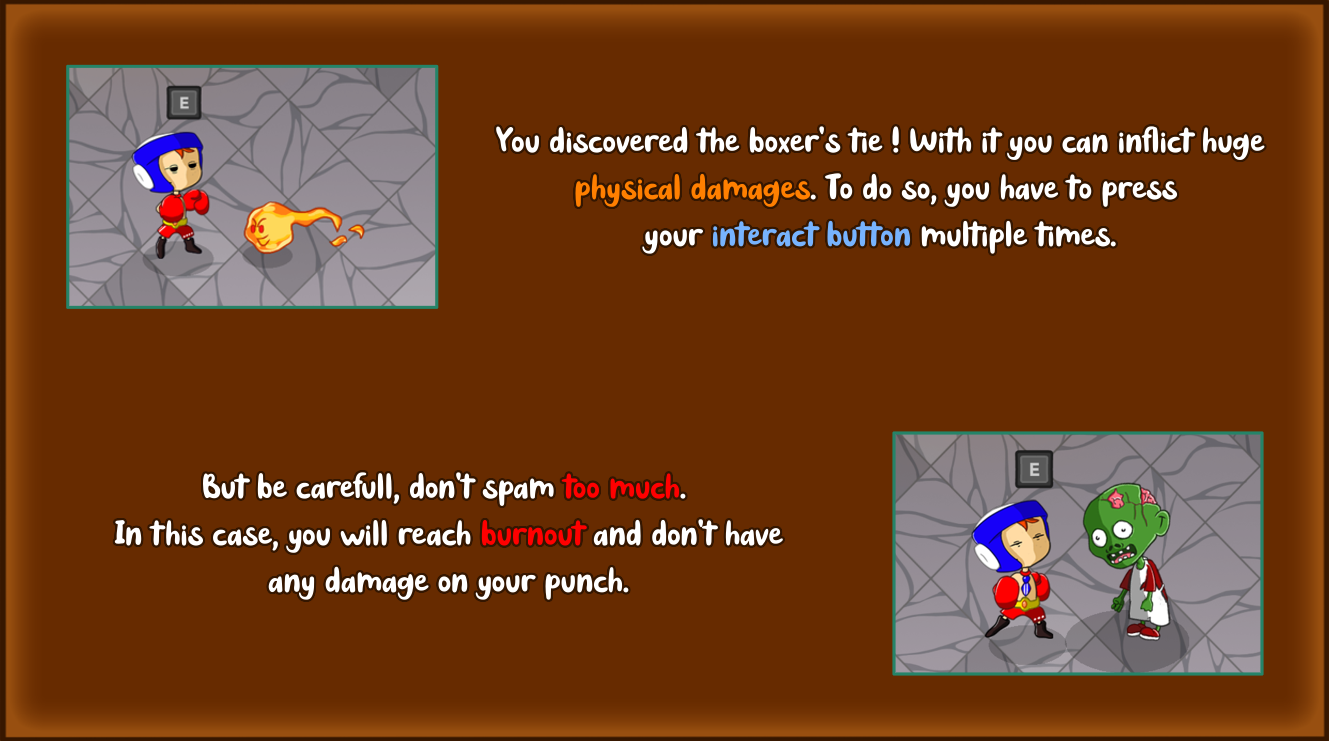 E
You discovered the boxer's tie ! With it you can inflict huge
physical damages. To do so, you have to press
your interact button multiple times.
But be carefull, don't spam too much.
In this case, you will reach burnout and don't have
any damage on your punch.
E